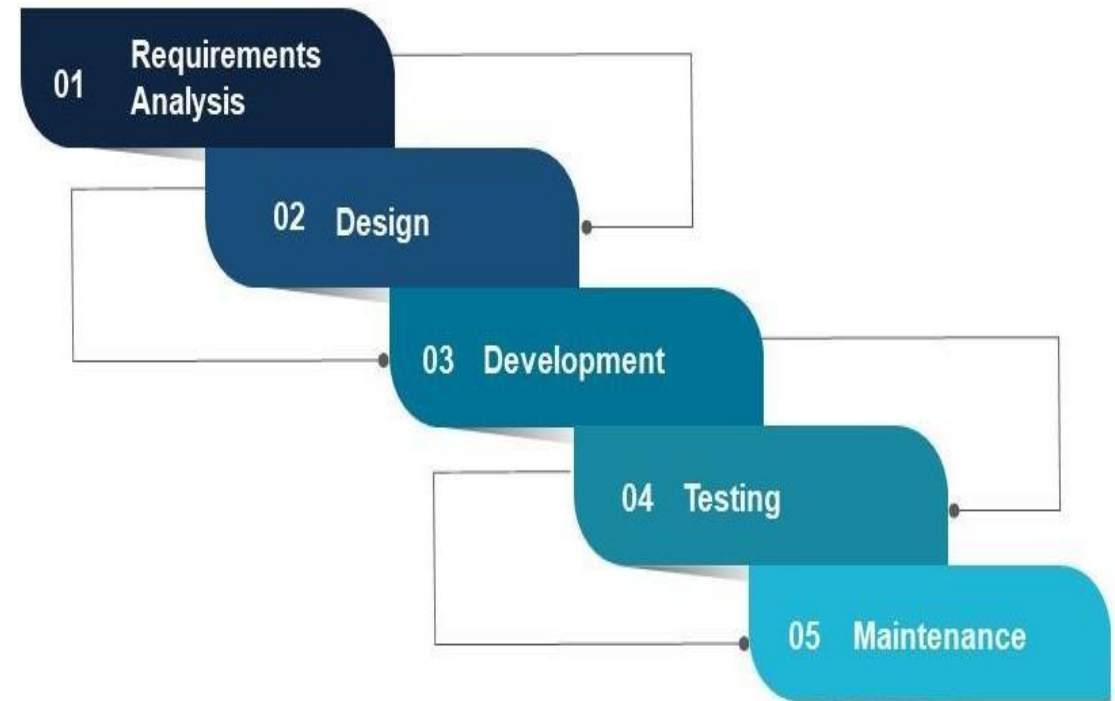 01 Requirements
Analysis
02 Design
03 Development
04 Testing
05 Maintenance